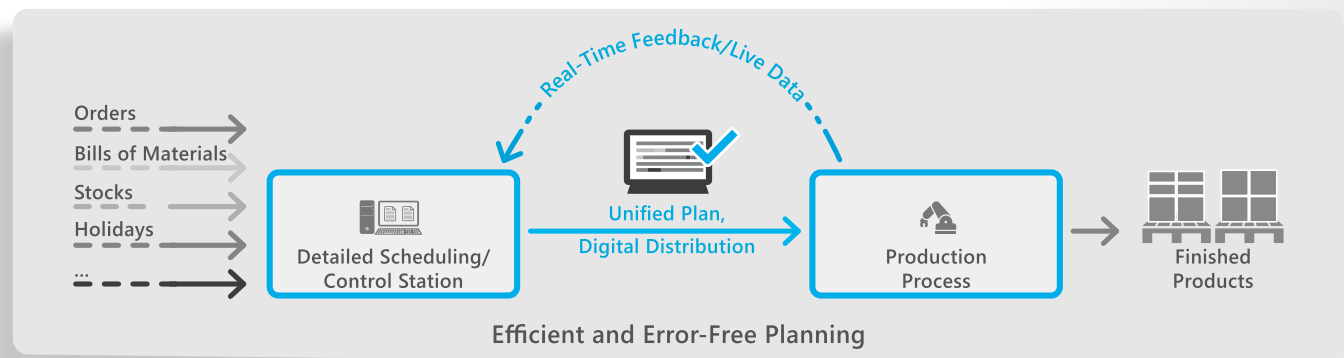 Real-Time Feedback/Live Data
Orders
Bills of Materials
Stocks
Holidays
...
Detailed Scheduling/
Control Station
Unified Plan,
Digital Distribution
Production
Process
Finished
Products
Efficient and Error-Free Planning